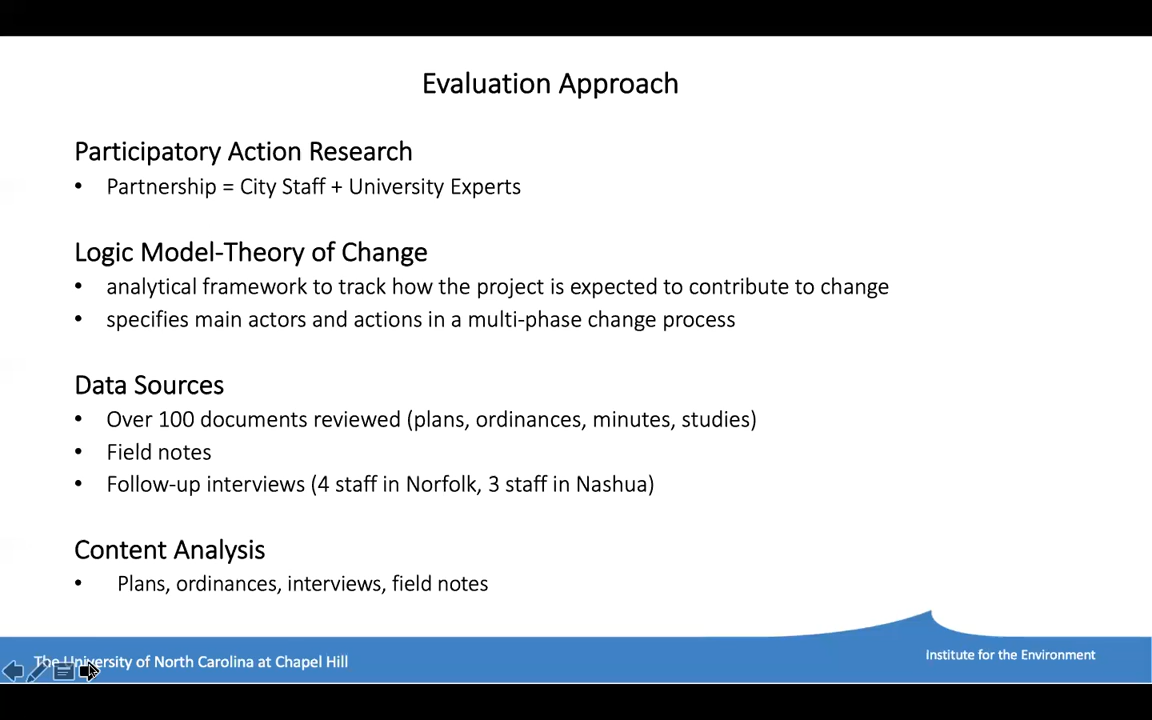 Evaluation Approach
Participatory Action Research
• Partnership = City Staff + University Experts
Logic Model-Theory of Change
• analytical framework to track how the project is expected to contribute to change
• specifies main actors and actions in a multi-phase change process
Data Sources
• Over 100 documents reviewed (plans, ordinances, minutes, studies)
• Field notes
• Follow-up interviews (4 staff in Norfolk, 3 staff in Nashua)
Content Analysis
• Plans, ordinances, interviews, field notes
The University of North Carolina at Chapel Hill
Institute for the Environment